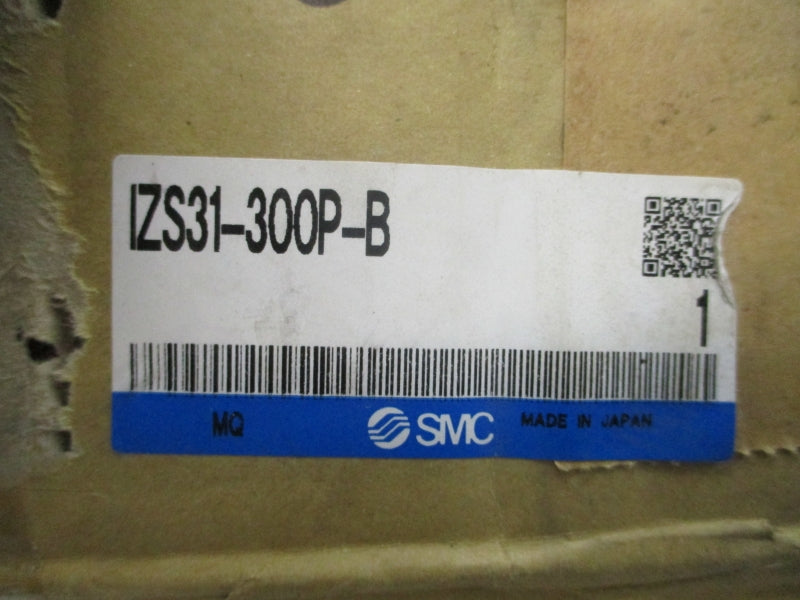 IZS31-300P-B
1
MQ SMC MADE IN JAPAN